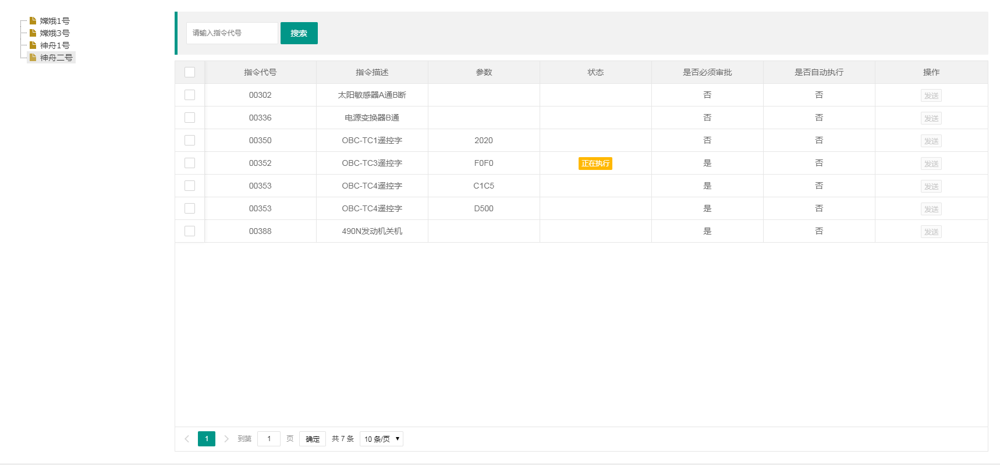 嫦娥1号
嫦娥3号
神舟1号
神舟二号
请输入指令代号 搜索
指令代号 指令描述 参数 状态 是否必须审批 是否自动执行 操作
00302 太阳敏感器A通B断 否 否 发送
00336 电源变换器B通 否 否 发送
00350 OBC-TC1遥控字 2020 否 否 发送
00352 OBC-TC3遥控字 F0F0 正在执行 是 否 发送
00353 OBC-TC4遥控字 C1C5 是 否 发送
00353 OBC-TC4遥控字 D500 是 否 发送
00388 490N发动机关机 是 否 发送
1 到第 1 页 确定 共 7 条 10 条/页